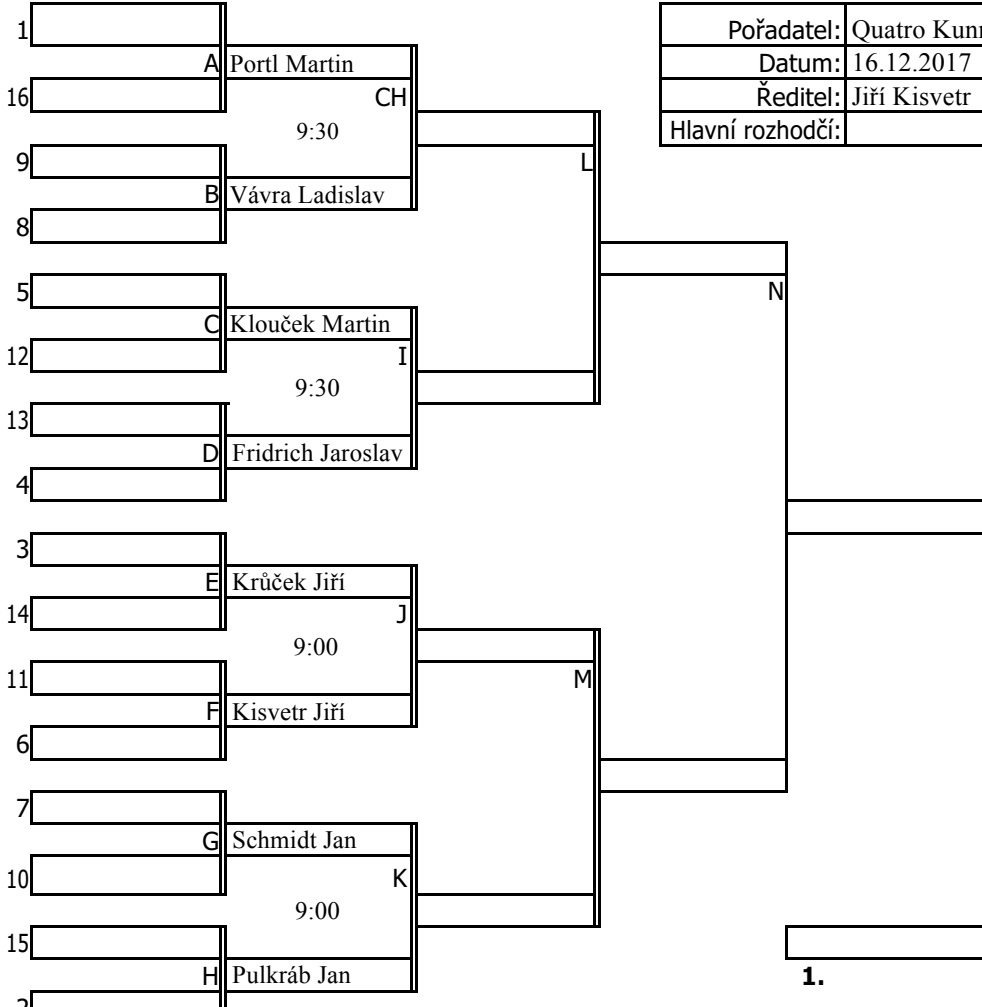 1
Pořadatel: Quatro
A Portl Martin
Datum: 16.12.2017
16
CH
Ředitel: Jiří Kisvetr
9:30
Hlavní rozhodčí:
9
L
B Vávra Ladislav
8
5
N
C Klouček Martin
12
I
9:30
13
D Fridrich Jaroslav
4
3
E Krůček Jiří
14
J
9:00
11
M
F Kisvetr Jiří
6
7
G Schmidt Jan
10
K
9:00
15
H Pulkráb Jan
1.
2